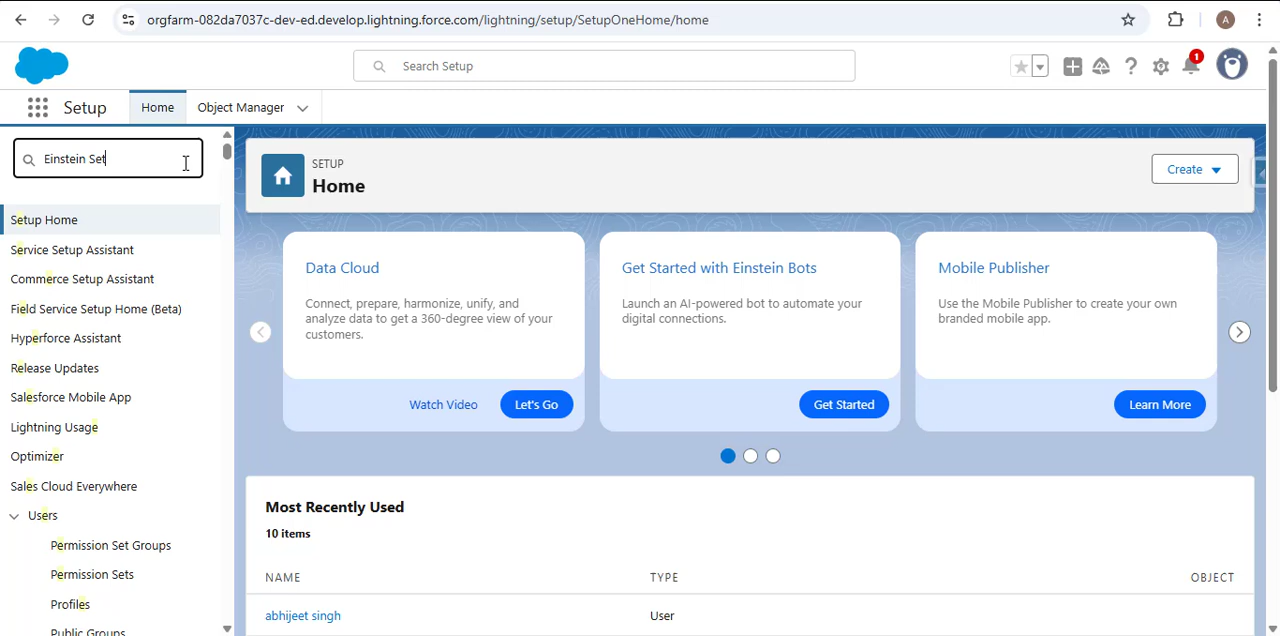 orgfarm-082da7037c-dev-ed.develop.lightning.force.com/lightning/setup/SetupOneHome/home
A
Search Setup
1
Setup
Home
Object Manager
Einstein Set
SETUP
Home
Create
Setup Home
Service Setup Assistant
Commerce Setup Assistant
Field Service Setup Home (Beta)
Hyperforce Assistant
Release Updates
Salesforce Mobile App
Lightning Usage
Optimizer
Sales Cloud Everywhere
Users
Permission Set Groups
Permission Sets
Profiles
Public Groups
Data Cloud
Connect, prepare, harmonize, unify, and
analyze data to get a 360-degree view of your
customers.
Watch Video
Let's Go
Get Started with Einstein Bots
Launch an AI-powered bot to automate your
digital connections.
Get Started
Mobile Publisher
Use the Mobile Publisher to create your own
branded mobile app.
Learn More
Most Recently Used
10 items
NAME TYPE OBJECT
abhijeet singh User